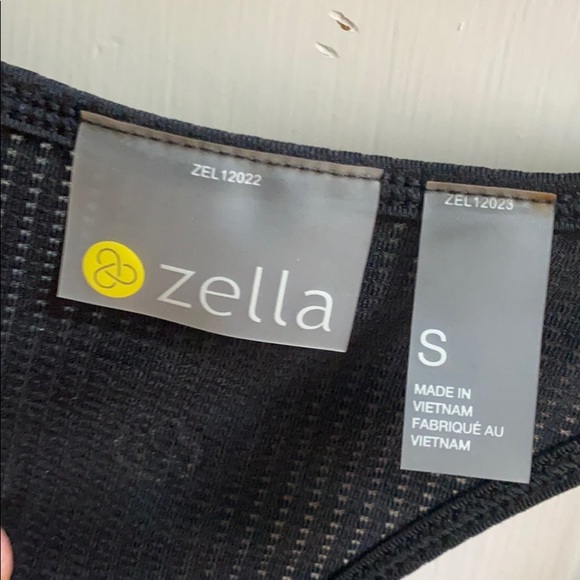 ZEL12022
zella
ZEL12023
S
MADE IN
VIETNAM
FABRIQUÉ AU
VIETNAM